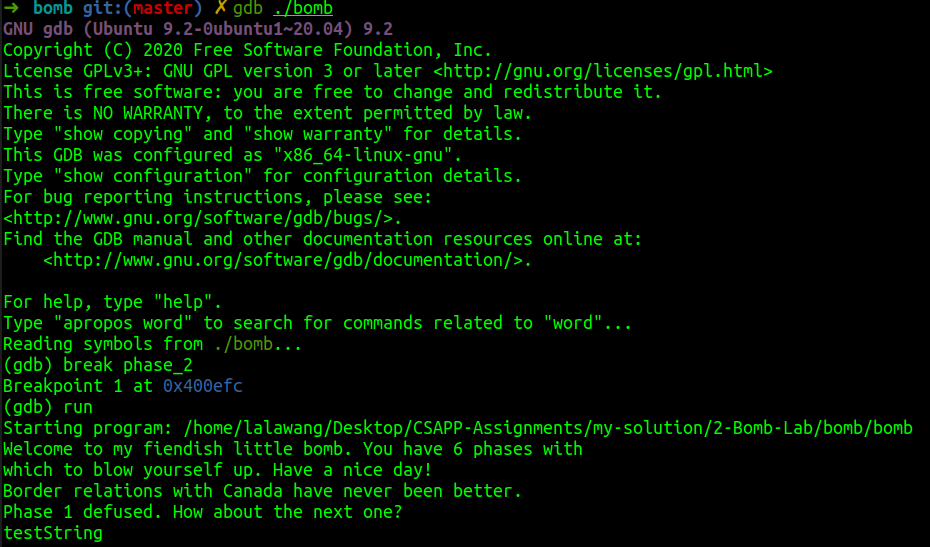 ➜  bomb git:(master) ✗ gdb ./bomb
GNU gdb (Ubuntu 9.2-0ubuntu1~20.04) 9.2
Copyright (C) 2020 Free Software Foundation, Inc.
License GPLv3+: GNU GPL version 3 or later <http://gnu.org/licenses/gpl.html>
This is free software: you are free to change and redistribute it.
There is NO WARRANTY, to the extent permitted by law.
Type "show copying" and "show warranty" for details.
This GDB was configured as "x86_64-linux-gnu".
Type "show configuration" for configuration details.
For bug reporting instructions, please see:
<http://www.gnu.org/software/gdb/bugs/>.
Find the GDB manual and other documentation resources online at:
    <http://www.gnu.org/software/gdb/documentation/>.

For help, type "help".
Type "apropos word" to search for commands related to "word"...
Reading symbols from ./bomb...
(gdb) break phase_2
Breakpoint 1 at 0x400efc
(gdb) run
Starting program: /home/lalawang/Desktop/CSAPP-Assignments/my-solution/2-Bomb-Lab/bomb/bomb
Welcome to my fiendish little bomb. You have 6 phases with
which to blow yourself up. Have a nice day!
Border relations with Canada have never been better.
Phase 1 defused. How about the next one?
testString